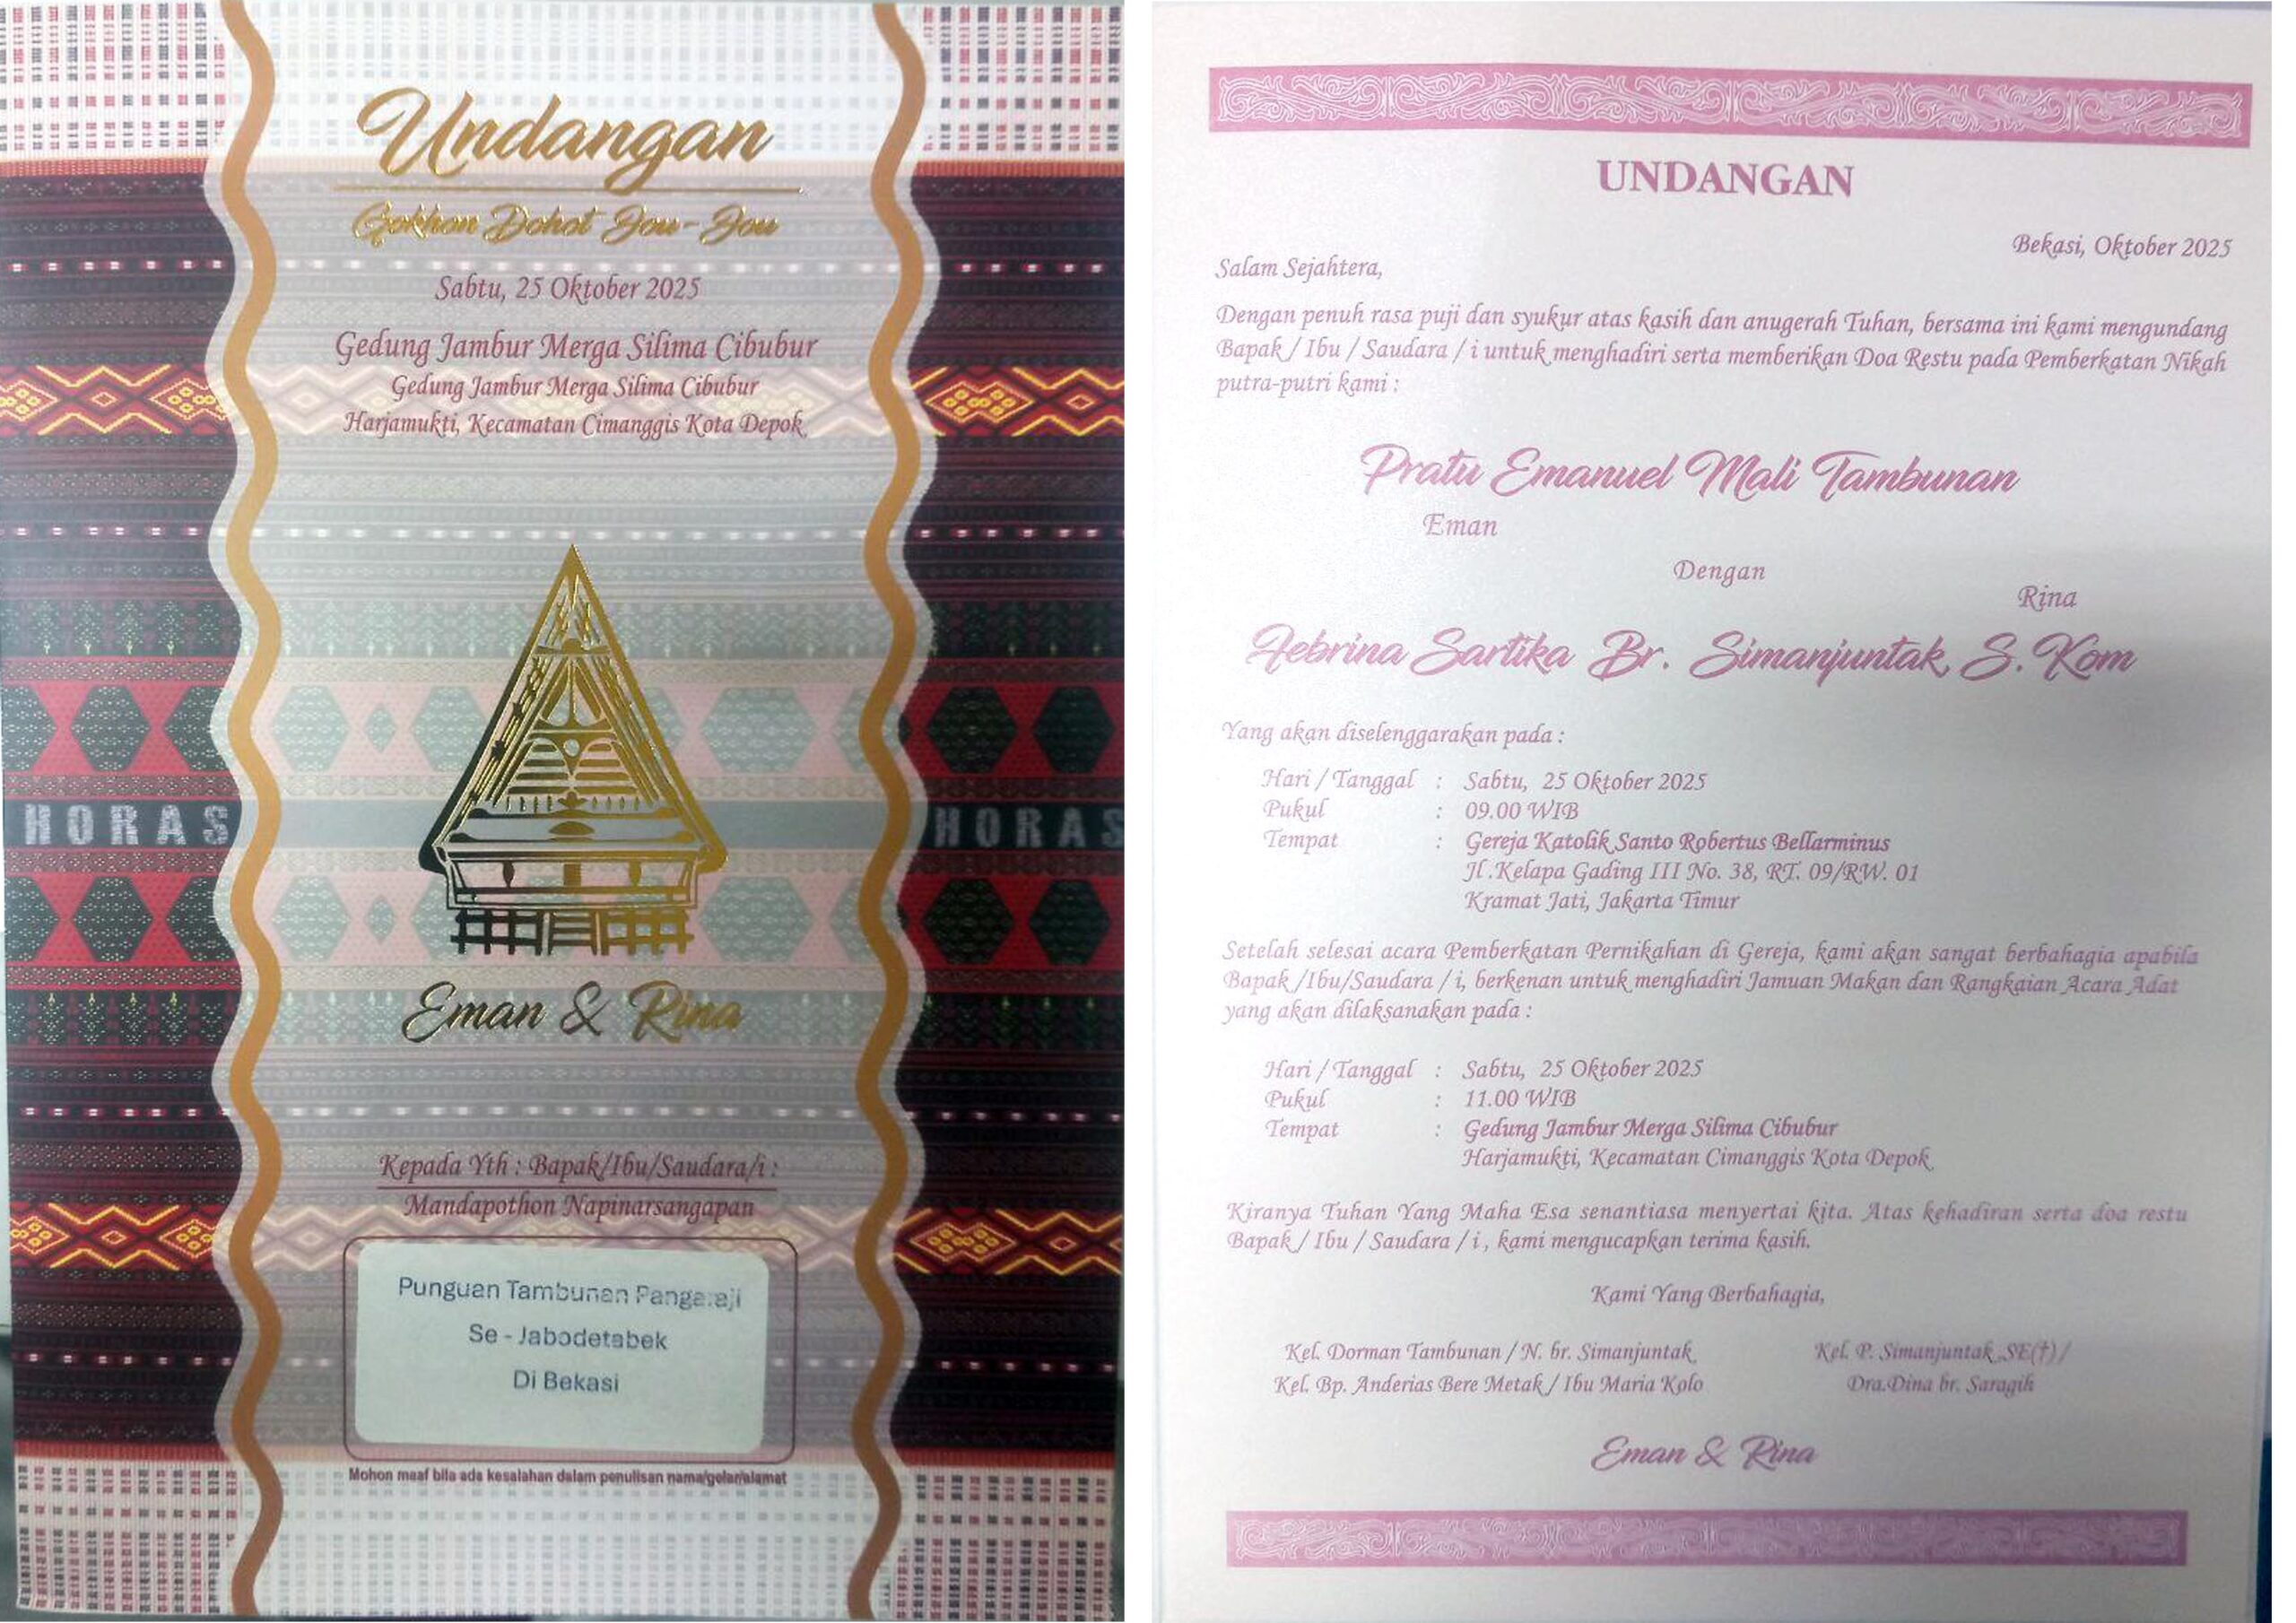 Undangan
Gokhon Dohot Jou-Jou
Sabtu, 25 Oktober 2025
Gedung Jambur Merga Silima Cibubur
Gedung Jambur Merga Silima Cibubur
Harjamukti, Kecamatan Cimanggis Kota Depok
HORAS HORAS
Eman & Rina
Kepada Yth : Bapak/Ibu/Saudara/i :
Mandapothon Napinarsangapan
Punguan Tambunan Pangaraji
Se - Jabodetabek
Di Bekasi
Mohon maaf bila ada kesalahan dalam penulisan nama/gelar/alamat
UNDANGAN
Bekasi, Oktober 2025
Salam Sejahtera,
Dengan penuh rasa puji dan syukur atas kasih dan anugerah Tuhan, bersama ini kami mengundang
Bapak / Ibu / Saudara / i untuk menghadiri serta memberikan Doa Restu pada Pemberkatan Nikah
putra-putri kami :
Pratu Emanuel Mali Tambunan
Eman
Dengan
Rina
Febrina Sartika Br. Simanjuntak, S. Kom
Yang akan diselenggarakan pada :
Hari / Tanggal : Sabtu, 25 Oktober 2025
Pukul : 09.00 WIB
Tempat : Gereja Katolik Santo Robertus Bellarminus
Jl. Kelapa Gading III No. 38, RT. 09/RW. 01
Kramat Jati, Jakarta Timur
Setelah selesai acara Pemberkatan Pernikahan di Gereja, kami akan sangat berbahagia apabila
Bapak /Ibu/Saudara / i, berkenan untuk menghadiri Jamuan Makan dan Rangkaian Acara Adat
yang akan dilaksanakan pada :
Hari / Tanggal : Sabtu, 25 Oktober 2025
Pukul : 11.00 WIB
Tempat : Gedung Jambur Merga Silima Cibubur
Harjamukti, Kecamatan Cimanggis Kota Depok
Kiranya Tuhan Yang Maha Esa senantiasa menyertai kita. Atas kehadiran serta doa restu
Bapak / Ibu / Saudara / i , kami mengucapkan terima kasih.
Kami Yang Berbahagia,
Kel. Dorman Tambunan / N. br. Simanjuntak
Kel. Bp. Anderias Bere Metak / Ibu Maria Kolo
Kel. P. Simanjuntak SE(†) /
Dra.Dina br. Saragih
Eman & Rina